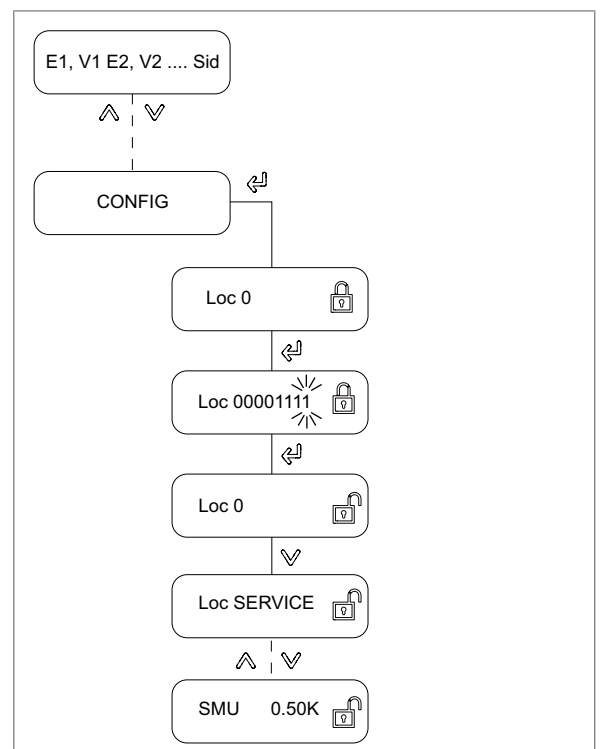 E1, V1 E2, V2 .... Sid
CONFIG
Loc 0
Loc 00001111
Loc 0
Loc SERVICE
SMU 0.50K